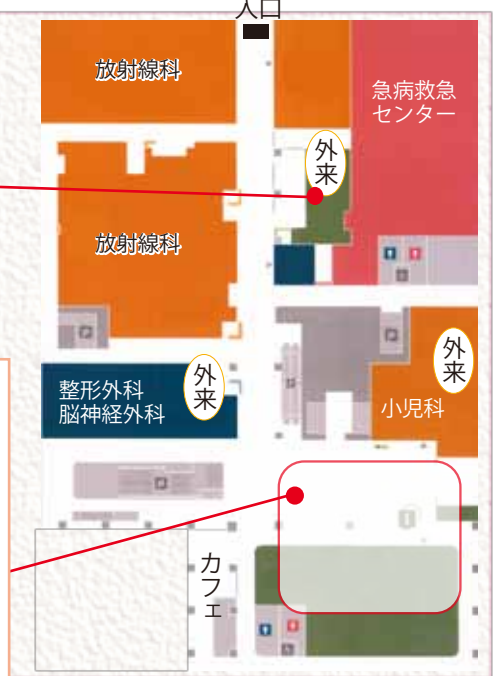 入口
放射線科
急病救急
センター
外来
放射線科
整形外科
脳神経外科
外来
外来
小児科
カフェ